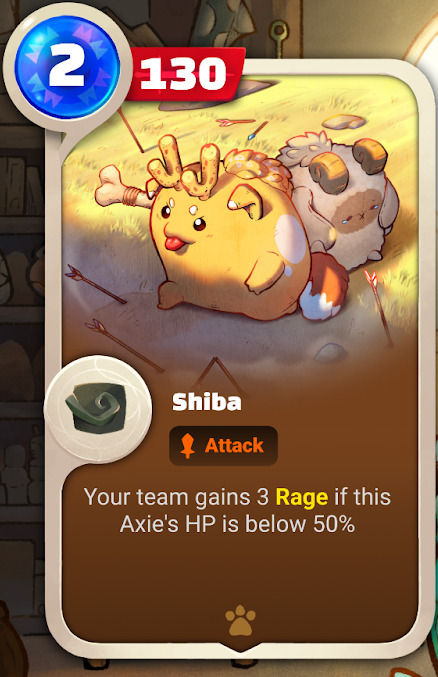 2
130
Shiba
Attack
Your team gains 3 Rage if this
Axie's HP is below 50%